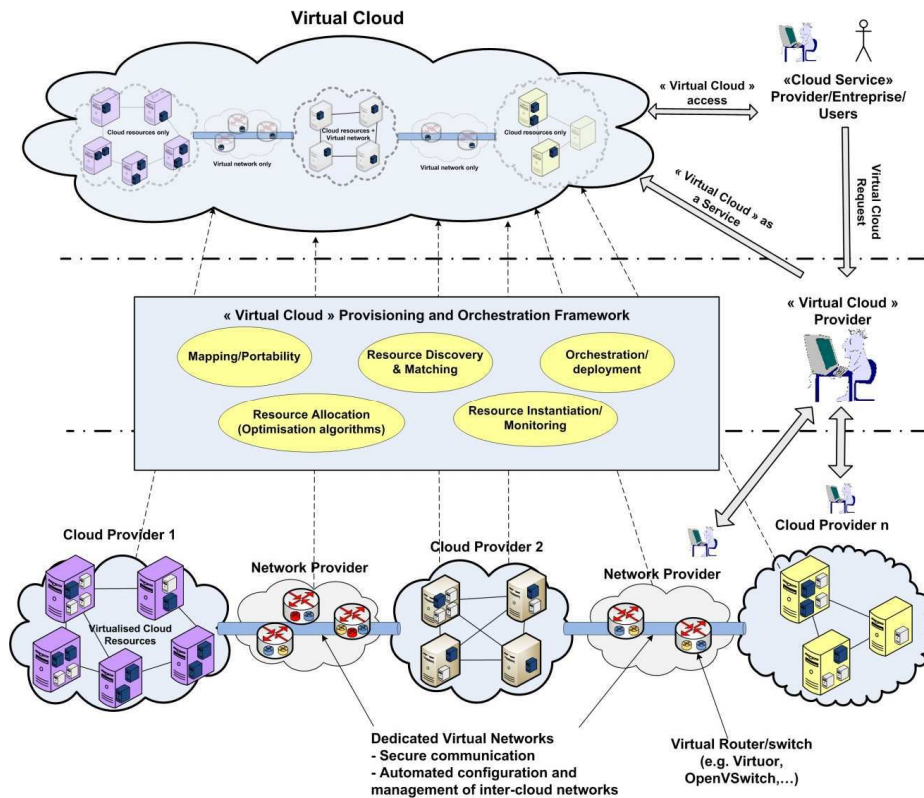 Virtual Cloud
« Virtual Cloud »
access
«Cloud Service»
Provider/Entreprise/
Users
Cloud resources only
Virtual network only
Cloud resources +
Virtual network
Virtual network only
Cloud resources only
« Virtual Cloud » as
a Service
Virtual Cloud
Request
« Virtual Cloud » Provisioning and Orchestration Framework
Mapping/Portability
Resource Discovery
& Matching
Orchestration/
deployment
Resource Allocation
(Optimisation algorithms)
Resource Instantiation/
Monitoring
« Virtual Cloud »
Provider
Cloud Provider 1
Network Provider
Cloud Provider 2
Network Provider
Cloud Provider n
Virtualised Cloud
Resources
Dedicated Virtual Networks
- Secure communication
- Automated configuration and
management of inter-cloud networks
Virtual Router/switch
(e.g. Virtuor,
OpenVSwitch,…)